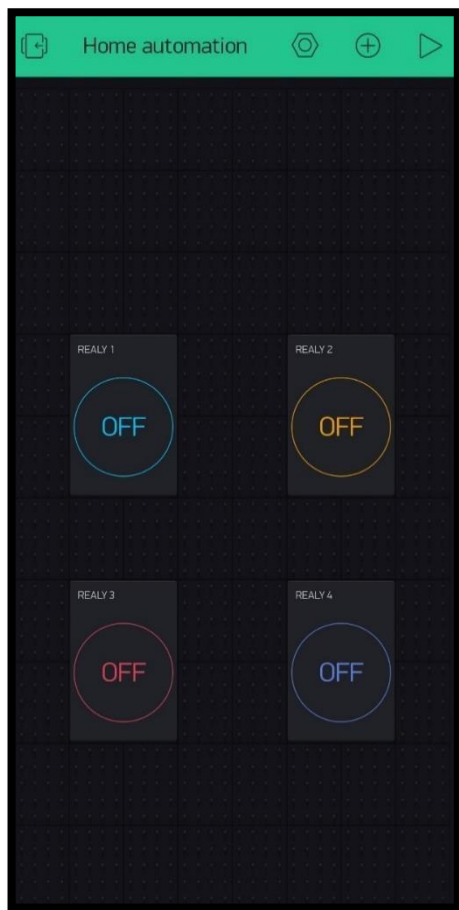 Home automation
REALY 1
REALY 2
OFF
OFF
REALY 3
REALY 4
OFF
OFF